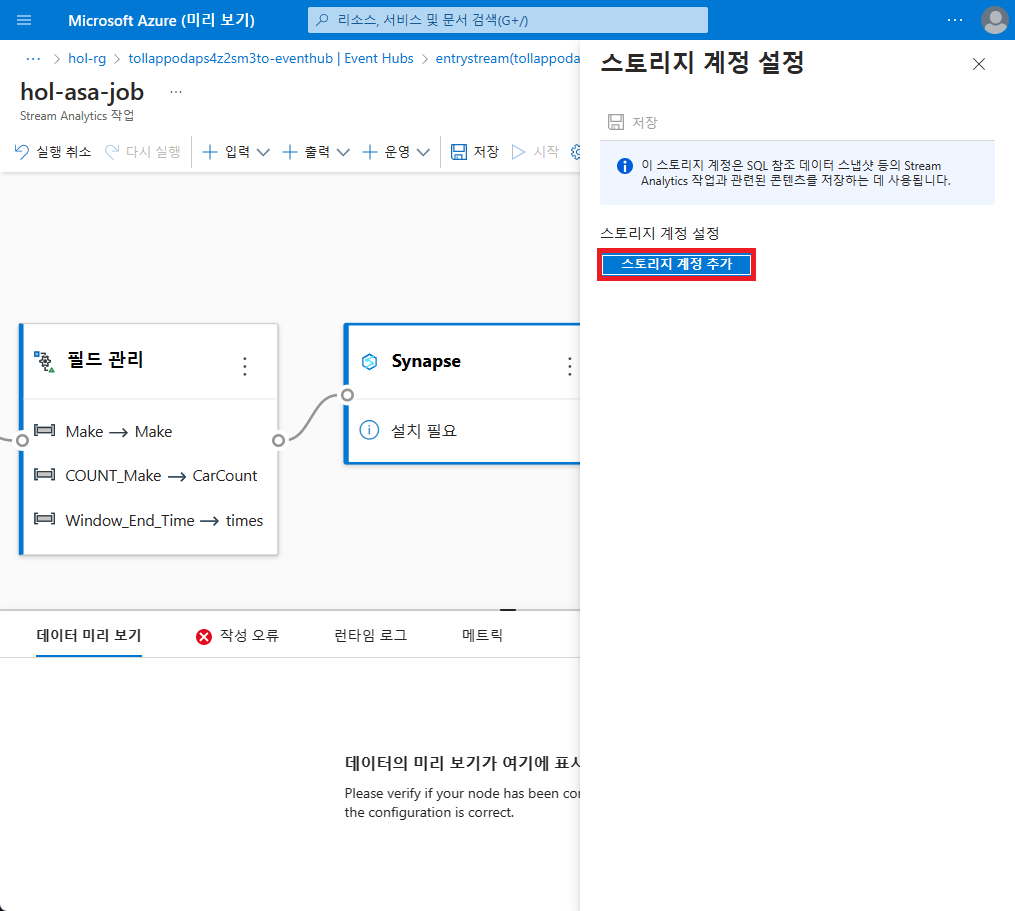 Microsoft Azure (미리 보기)
리소스, 서비스 및 문서 검색(G+/)
...
... > hol-rg > tollappodaps4z2sm3to-eventhub | Event Hubs > entrystream(tollappoda
hol-asa-job ...
Stream Analytics 작업
실행 취소 다시 실행 + 입력 + 출력 + 운영 저장 시작
필드 관리
Make → Make
COUNT_Make → CarCount
Window_End_Time → times
Synapse
설치 필요
데이터 미리 보기 작성 오류 런타임 로그 메트릭
데이터의 미리 보기가 여기에 표시
Please verify if your node has been co
the configuration is correct.
스토리지 계정 설정
저장
이 스토리지 계정은 SQL 참조 데이터 스냅샷 등의 Stream
Analytics 작업과 관련된 콘텐츠를 저장하는 데 사용됩니다.
스토리지 계정 설정
스토리지 계정 추가